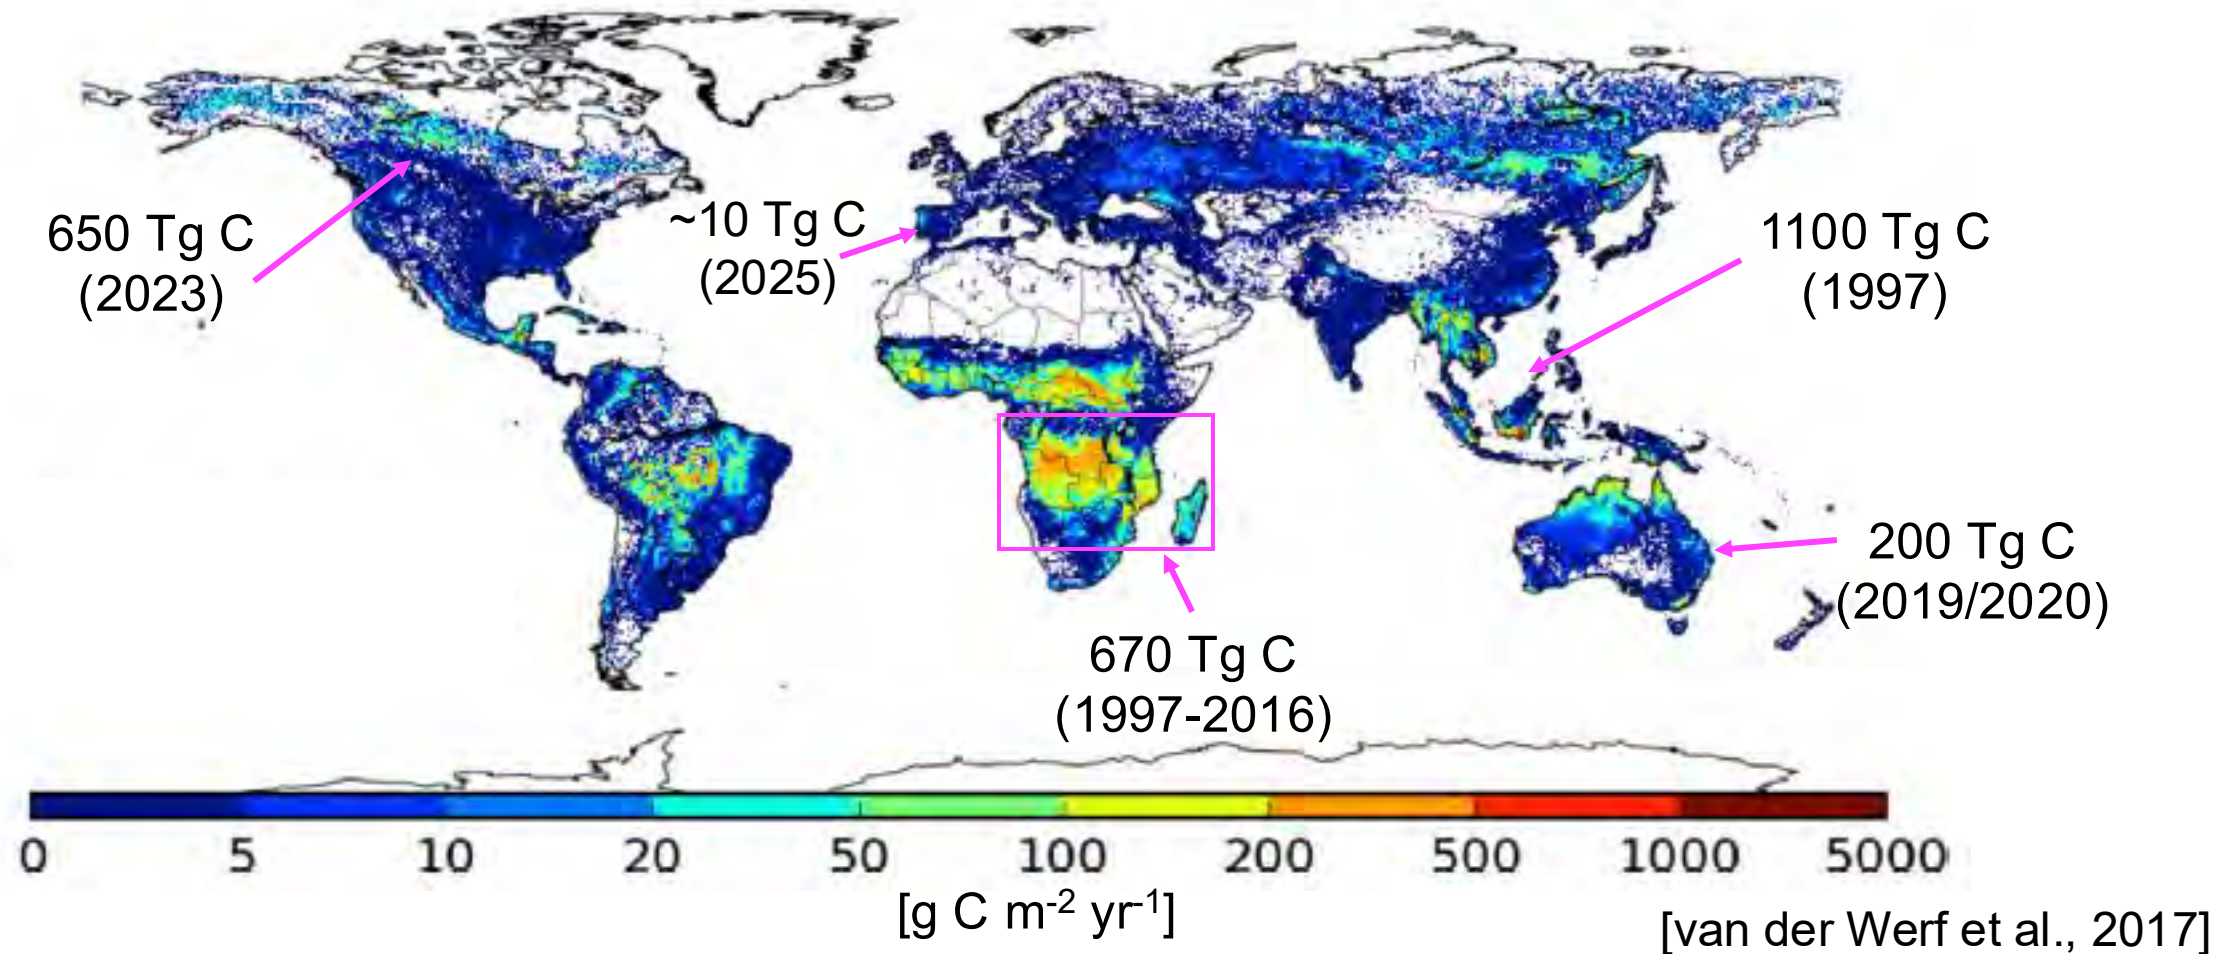 650 Tg C
(2023)
~10 Tg C
(2025)
1100 Tg C
(1997)
200 Tg C
(2019/2020)
670 Tg C
(1997-2016)
0 5 10 20 50 100 200 500 1000 5000
[g C m-2 yr-1]
[van der Werf et al., 2017]